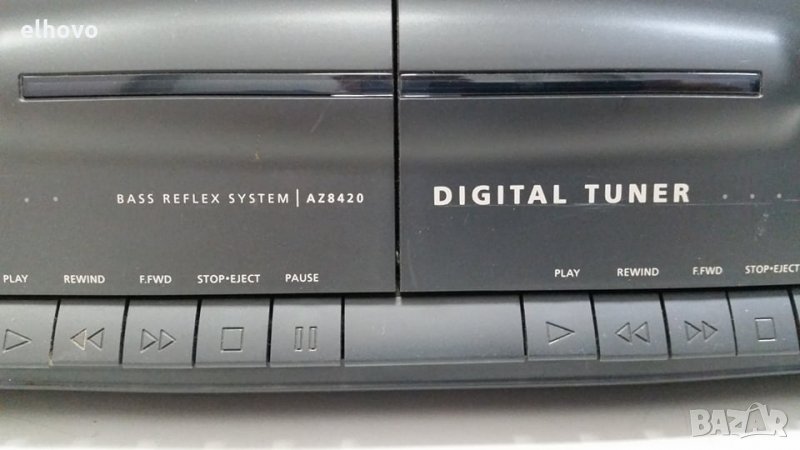 elhovo
BASS REFLEX SYSTEM | AZ8420
DIGITAL TUNER
PLAY REWIND F.FWD STOP•EJECT PAUSE
PLAY REWIND F.FWD STOP•EJECT
BAZAR